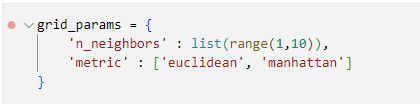 grid_params = {
    'n_neighbors' : list(range(1,10)),
    'metric' : ['euclidean', 'manhattan']
}